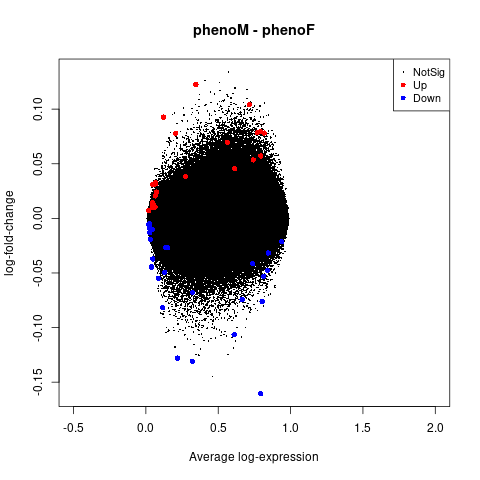 phenoM - phenoF
NotSig
Up
Down
log-fold-change
0.10
0.05
0.00
-0.05
-0.10
-0.15
-0.5 0.0 0.5 1.0 1.5 2.0
Average log-expression